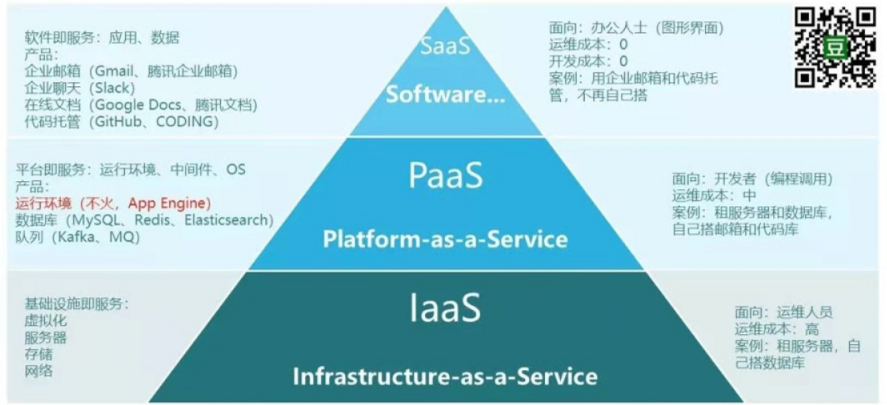 软件即服务：应用、数据
产品：
企业邮箱（Gmail、腾讯企业邮箱）
企业聊天（Slack）
在线文档（Google Docs、腾讯文档）
代码托管（GitHub、CODING）
SaaS
Software...
面向：办公人士（图形界面）
运维成本：0
开发成本：0
案例：用企业邮箱和代码托
管，不再自己搭
豆
平台即服务：运行环境、中间件、OS
产品：
运行环境（不火，App Engine）
数据库（MySQL、Redis、Elasticsearch）
队列（Kafka、MQ）
PaaS
Platform-as-a-Service
面向：开发者（编程调用）
运维成本：中
案例：租服务器和数据库，
自己搭邮箱和代码库
基础设施即服务：
虚拟化
服务器
存储
网络
IaaS
Infrastructure-as-a-Service
面向：运维人员
运维成本：高
案例：租服务器，自
己搭数据库